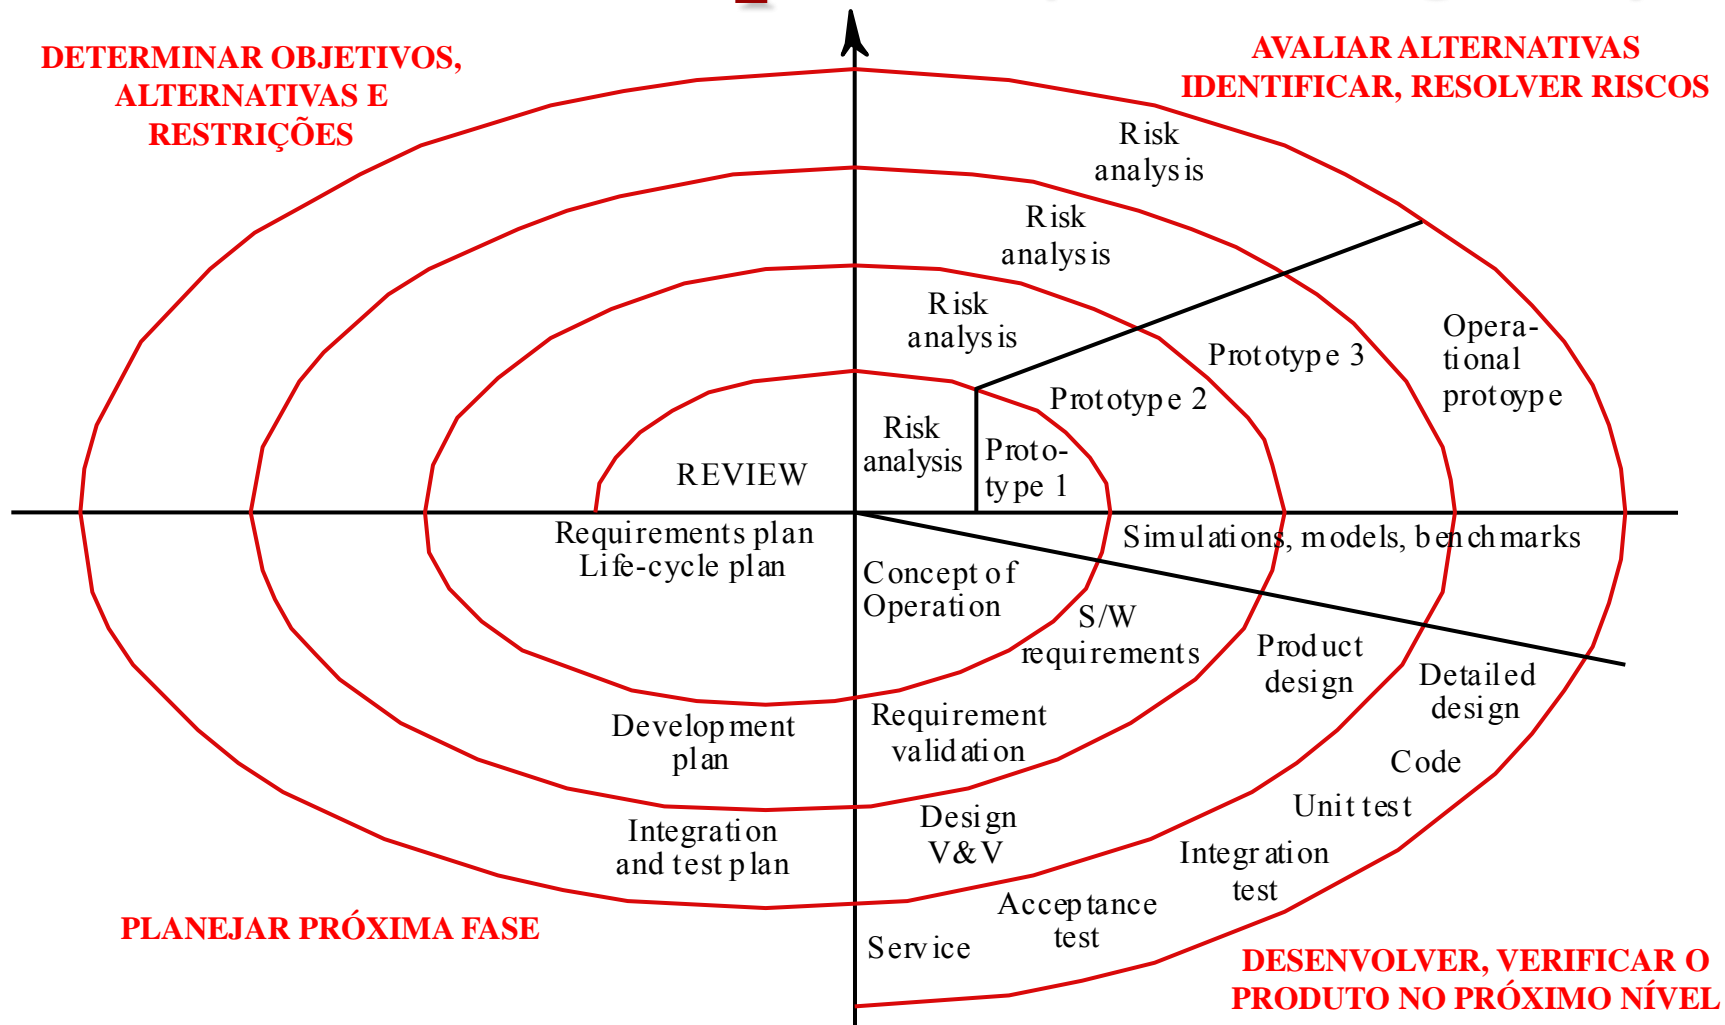 DETERMINAR OBJETIVOS,
ALTERNATIVAS E
RESTRIÇÕES
AVALIAR ALTERNATIVAS
IDENTIFICAR, RESOLVER RISCOS
Risk
analysis
Risk
analysis
Risk
analysis
Risk
analysis
Proto-
type 1
Prototype 2
Prototype 3
Opera-
tional
protoype
REVIEW
Requirements plan
Life-cycle plan
Simulations, models, benchmarks
Concept of
Operation
S/W
requirements
Product
design
Detailed
design
Development
plan
Requirement
validation
Code
Unit test
Integration
and test plan
Design
V&V
Integration
test
Acceptance
test
Service
PLANEJAR PRÓXIMA FASE
DESENVOLVER, VERIFICAR O
PRODUTO NO PRÓXIMO NÍVEL